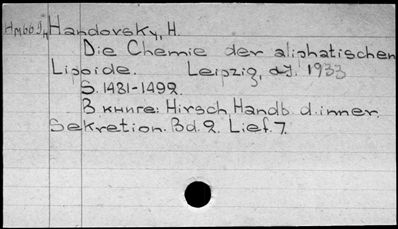 Handovsky, H.
Die Chemie der aliphatischen
Lipoide. Leipzig, 1933
S. 1481-1492.
В книге: Hirsch, Handb. d. inner.
Sekretion. Bd. 2. Lief. 7.